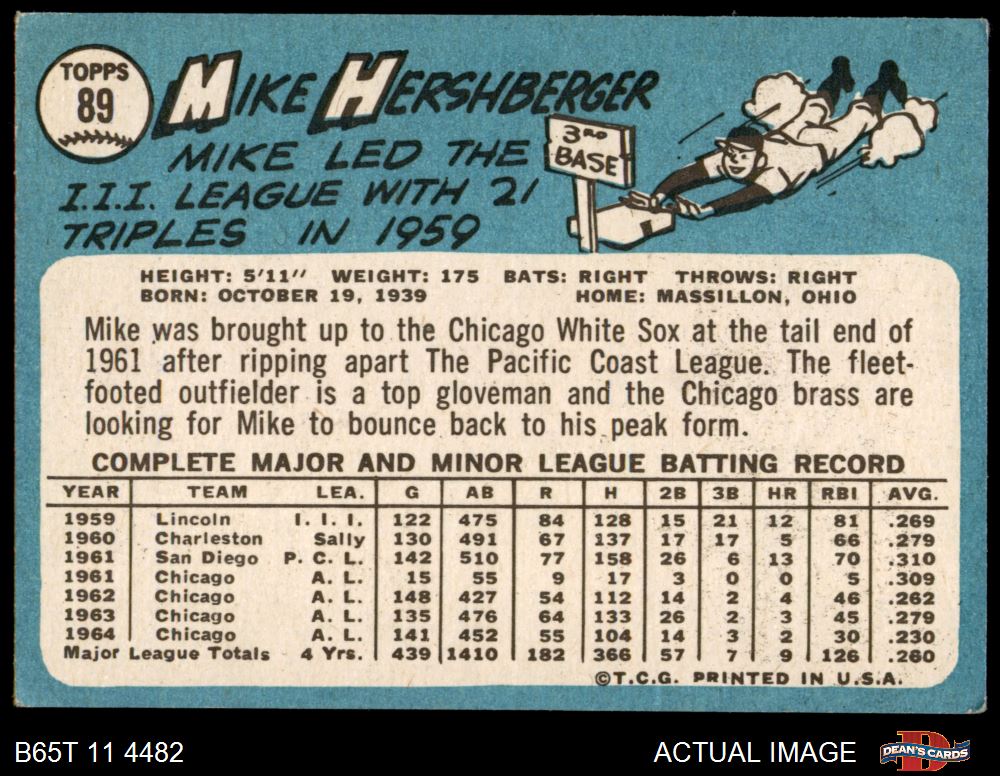 TOPPS
89
MIKE HERSHBERGER
MIKE LED THE
I.I.I. LEAGUE WITH 21
TRIPLES IN 1959
3RD
BASE
HEIGHT: 5'11" WEIGHT: 175 BATS: RIGHT THROWS: RIGHT
BORN: OCTOBER 19, 1939 HOME: MASSILLON, OHIO
Mike was brought up to the Chicago White Sox at the tail end of
1961 after ripping apart The Pacific Coast League. The fleet-
footed outfielder is a top gloveman and the Chicago brass are
looking for Mike to bounce back to his peak form.
COMPLETE MAJOR AND MINOR LEAGUE BATTING RECORD
YEAR TEAM LEA. G AB R H 2B 3B HR RBI AVG.
1959 Lincoln I. I. I. 122 475 84 128 15 21 12 81 .269
1960 Charleston Sally 130 491 67 137 17 17 5 66 .279
1961 San Diego P. C. L. 142 510 77 158 26 6 13 70 .310
1961 Chicago A. L. 15 55 9 17 3 0 0 5 .309
1962 Chicago A. L. 148 427 54 112 14 2 4 46 .262
1963 Chicago A. L. 135 476 64 133 26 2 3 45 .279
1964 Chicago A. L. 141 452 55 104 14 3 2 30 .230
Major League Totals 4 Yrs. 439 1410 182 366 57 7 9 126 .260
©T.C.G. PRINTED IN U.S.A.
B65T 11 4482 ACTUAL IMAGE
D
DEAN'S CARDS